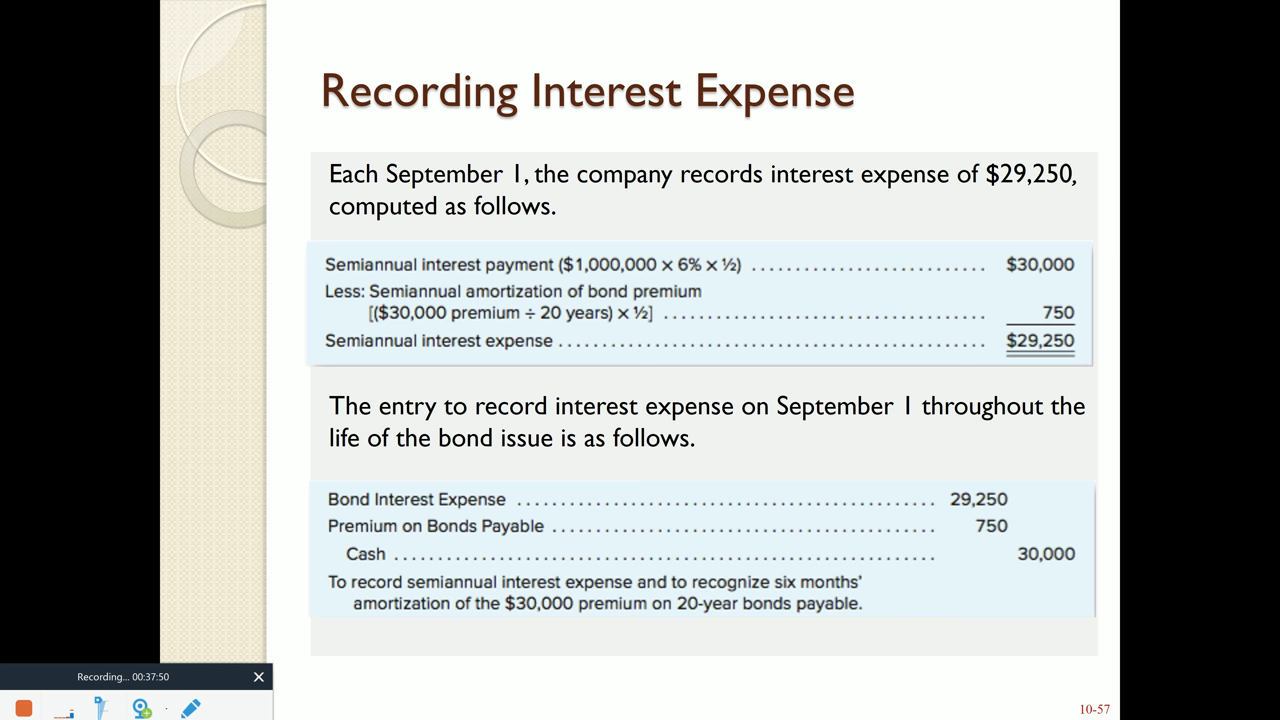 Recording Interest Expense
Each September 1, the company records interest expense of $29,250,
computed as follows.
Semiannual interest payment ($1,000,000 × 6% × ½) ........................... $30,000
Less: Semiannual amortization of bond premium
[($30,000 premium ÷ 20 years) × ½] ..................................... 750
Semiannual interest expense ................................................. $29,250
The entry to record interest expense on September 1 throughout the
life of the bond issue is as follows.
Bond Interest Expense ................................................ 29,250
Premium on Bonds Payable ............................................ 750
Cash .............................................................. 30,000
To record semiannual interest expense and to recognize six months’
amortization of the $30,000 premium on 20-year bonds payable.
Recording... 00:37:50
10-57